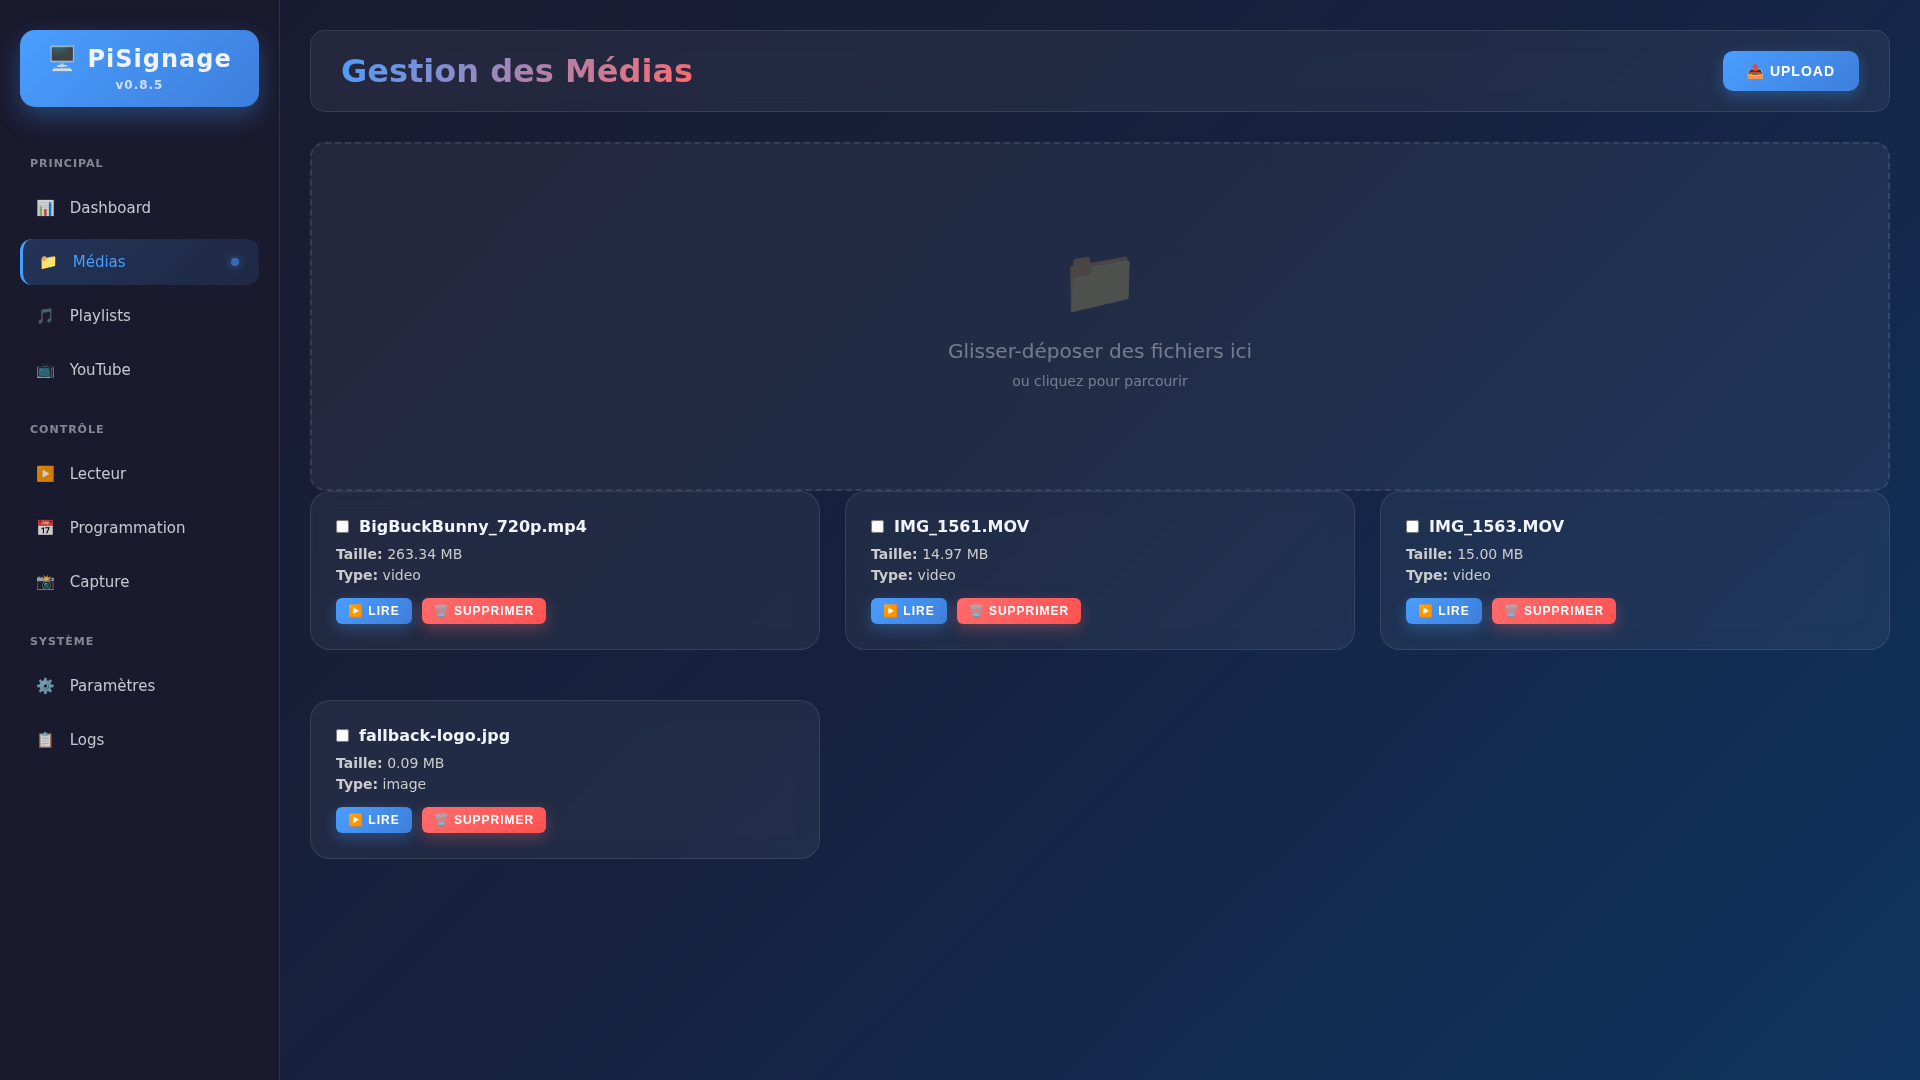 PiSignage
v0.8.5
PRINCIPAL
Dashboard
Médias
Playlists
YouTube
CONTRÔLE
Lecteur
Programmation
Capture
SYSTÈME
Paramètres
Logs
Gestion des Médias
UPLOAD
Glisser-déposer des fichiers ici
ou cliquez pour parcourir
BigBuckBunny_720p.mp4
Taille: 263.34 MB
Type: video
LIRE SUPPRIMER
IMG_1561.MOV
Taille: 14.97 MB
Type: video
LIRE SUPPRIMER
IMG_1563.MOV
Taille: 15.00 MB
Type: video
LIRE SUPPRIMER
fallback-logo.jpg
Taille: 0.09 MB
Type: image
LIRE SUPPRIMER